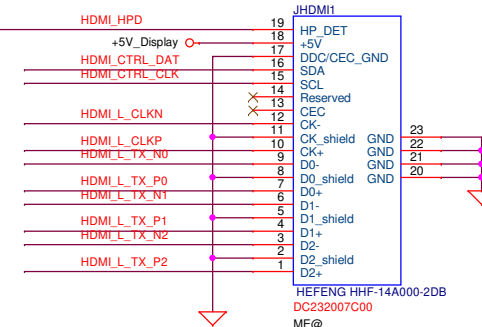 JHDMI1
HDMI_HPD 19 HP_DET
+5V_Display 18 +5V
17 DDC/CEC_GND
HDMI_CTRL_DAT 16 SDA
HDMI_CTRL_CLK 15 SCL
14 Reserved
13 CEC
HDMI_L_CLKN 12 CK-
11 CK_shield GND 23
HDMI_L_CLKP 10 CK+ GND 22
HDMI_L_TX_N0 9 D0- GND 21
8 D0_shield GND 20
HDMI_L_TX_P0 7 D0+
HDMI_L_TX_N1 6 D1-
5 D1_shield
HDMI_L_TX_P1 4 D1+
HDMI_L_TX_N2 3 D2-
2 D2_shield
HDMI_L_TX_P2 1 D2+
HEFENG HHF-14A000-2DB
DC232007C00
ME@